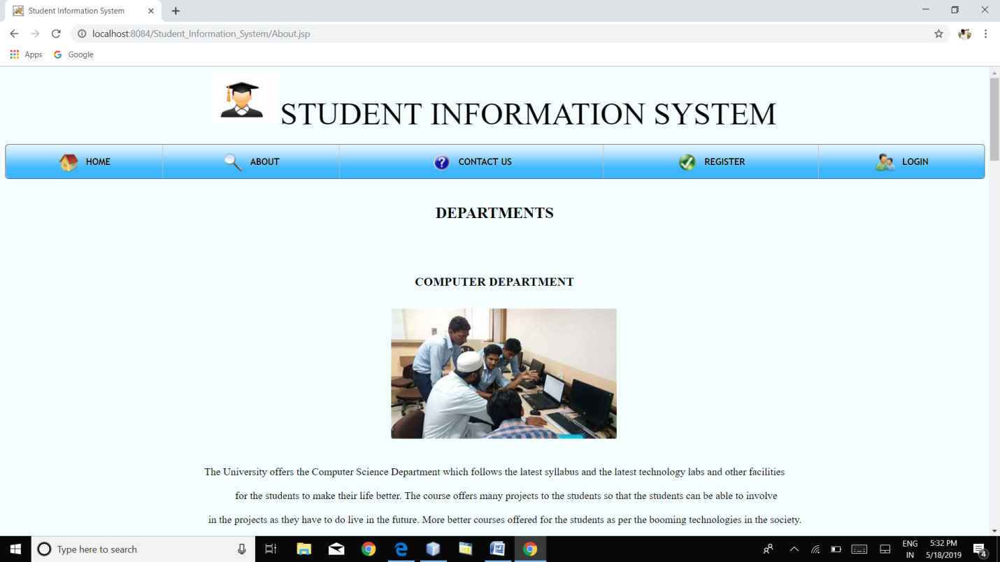 Student Information System
localhost:8084/Student_Information_System/About.jsp
Apps
Google
STUDENT INFORMATION SYSTEM
HOME
ABOUT
CONTACT US
REGISTER
LOGIN
DEPARTMENTS
COMPUTER DEPARTMENT
The University offers the Computer Science Department which follows the latest syllabus and the latest technology labs and other facilities
for the students to make their life better. The course offers many projects to the students so that the students can be able to involve
in the projects as they have to do live in the future. More better courses offered for the students as per the booming technologies in the society.
Type here to search
ENG
IN
5:32 PM
5/18/2019
4